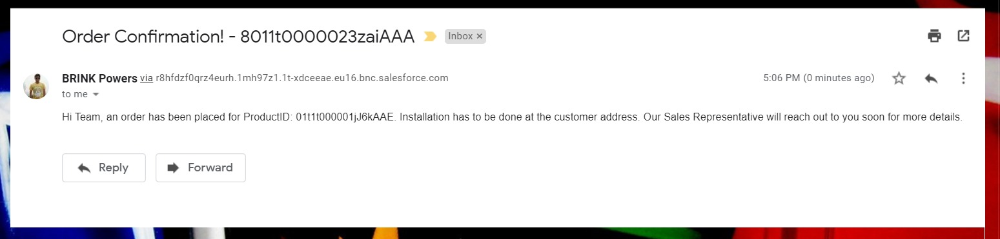 Order Confirmation! - 8011t0000023zaiAAA Inbox ×
BRINK Powers via r8hfdzf0qrz4eurh.1mh97z1.1t-xdceeae.eu16.bnc.salesforce.com 5:06 PM (0 minutes ago)
to me
Hi Team, an order has been placed for ProductID: 01t1t000001jJ6kAAE. Installation has to be done at the customer address. Our Sales Representative will reach out to you soon for more details.
Reply Forward